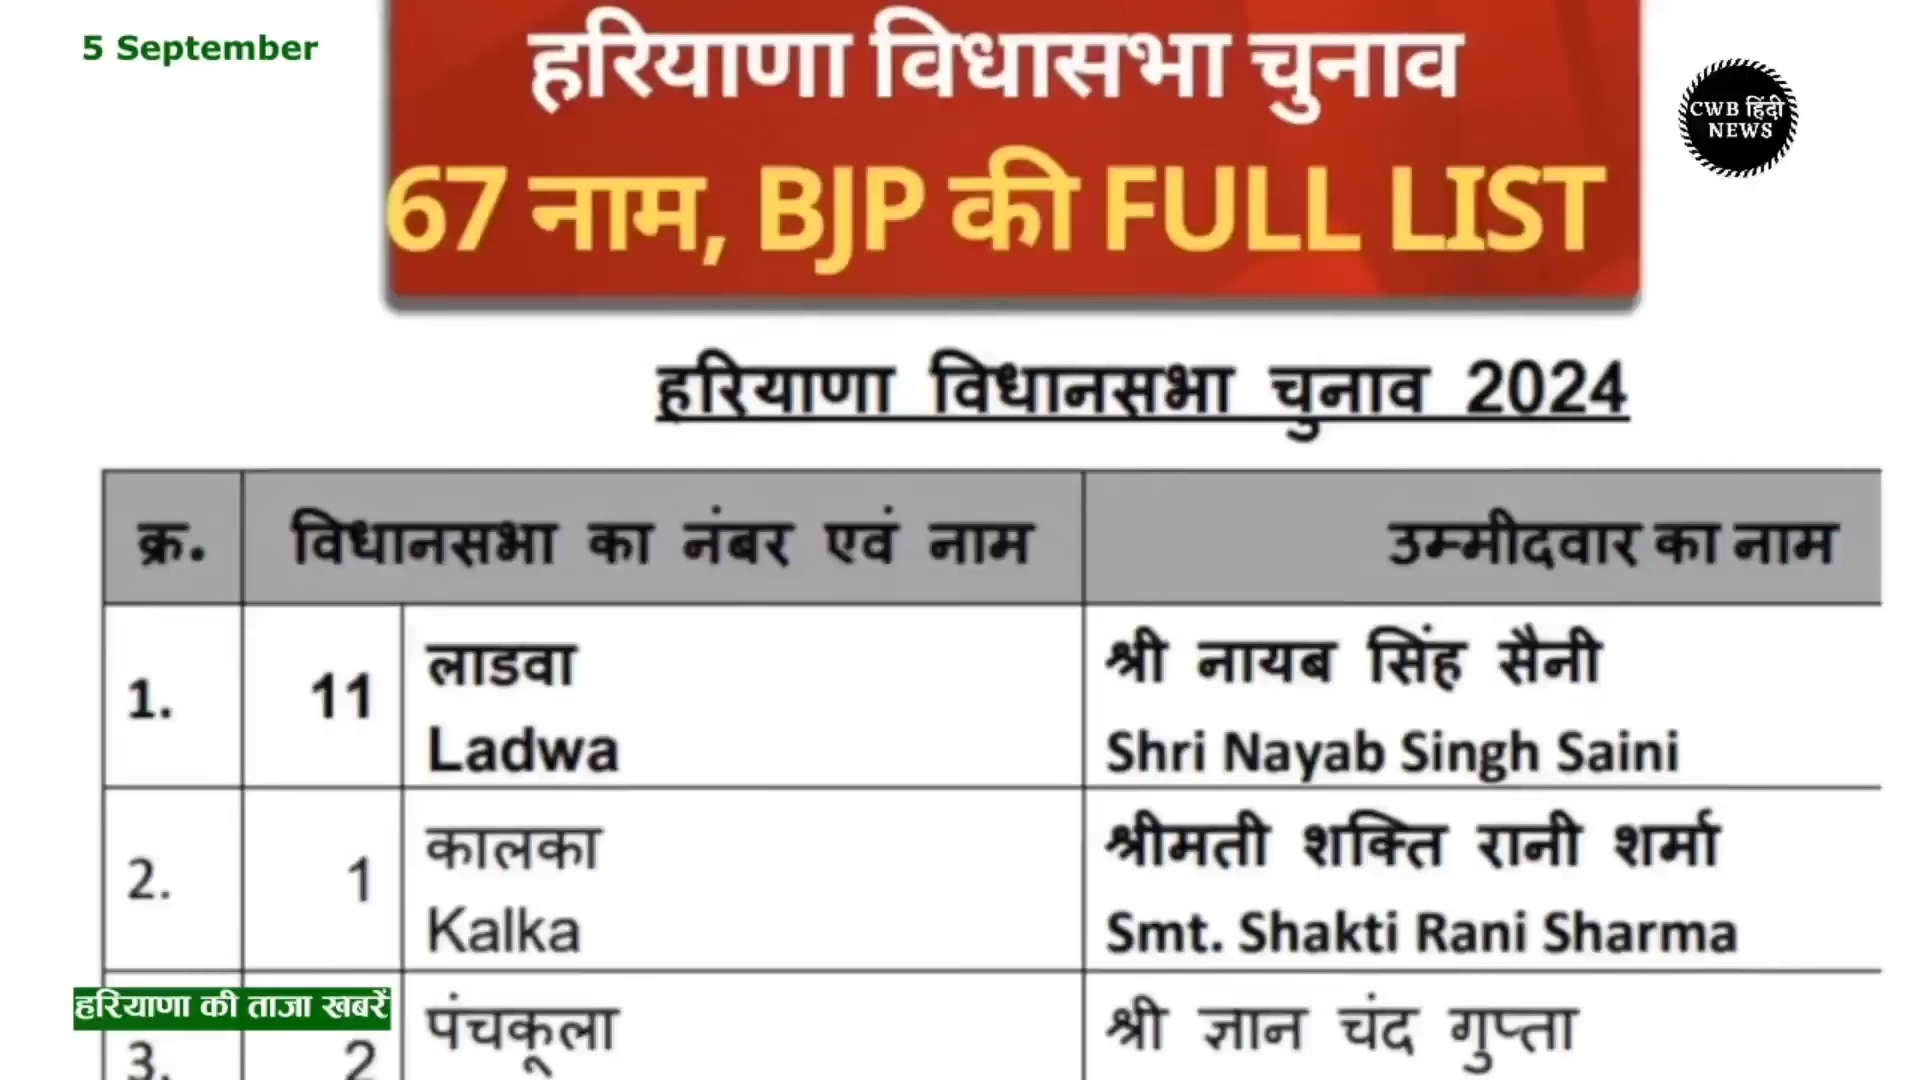 5 September
हरियाणा विधासभा चुनाव
67 नाम, BJP की FULL LIST
CWB हिंदी
NEWS
हरियाणा विधानसभा चुनाव 2024
क्र. विधानसभा का नंबर एवं नाम उम्मीदवार का नाम
1. 11 लाडवा श्री नायब सिंह सैनी
Ladwa Shri Nayab Singh Saini
2. 1 कालका श्रीमती शक्ति रानी शर्मा
Kalka Smt. Shakti Rani Sharma
3. 2 पंचकूला श्री ज्ञान चंद गुप्ता
हरियाणा की ताजा खबरें